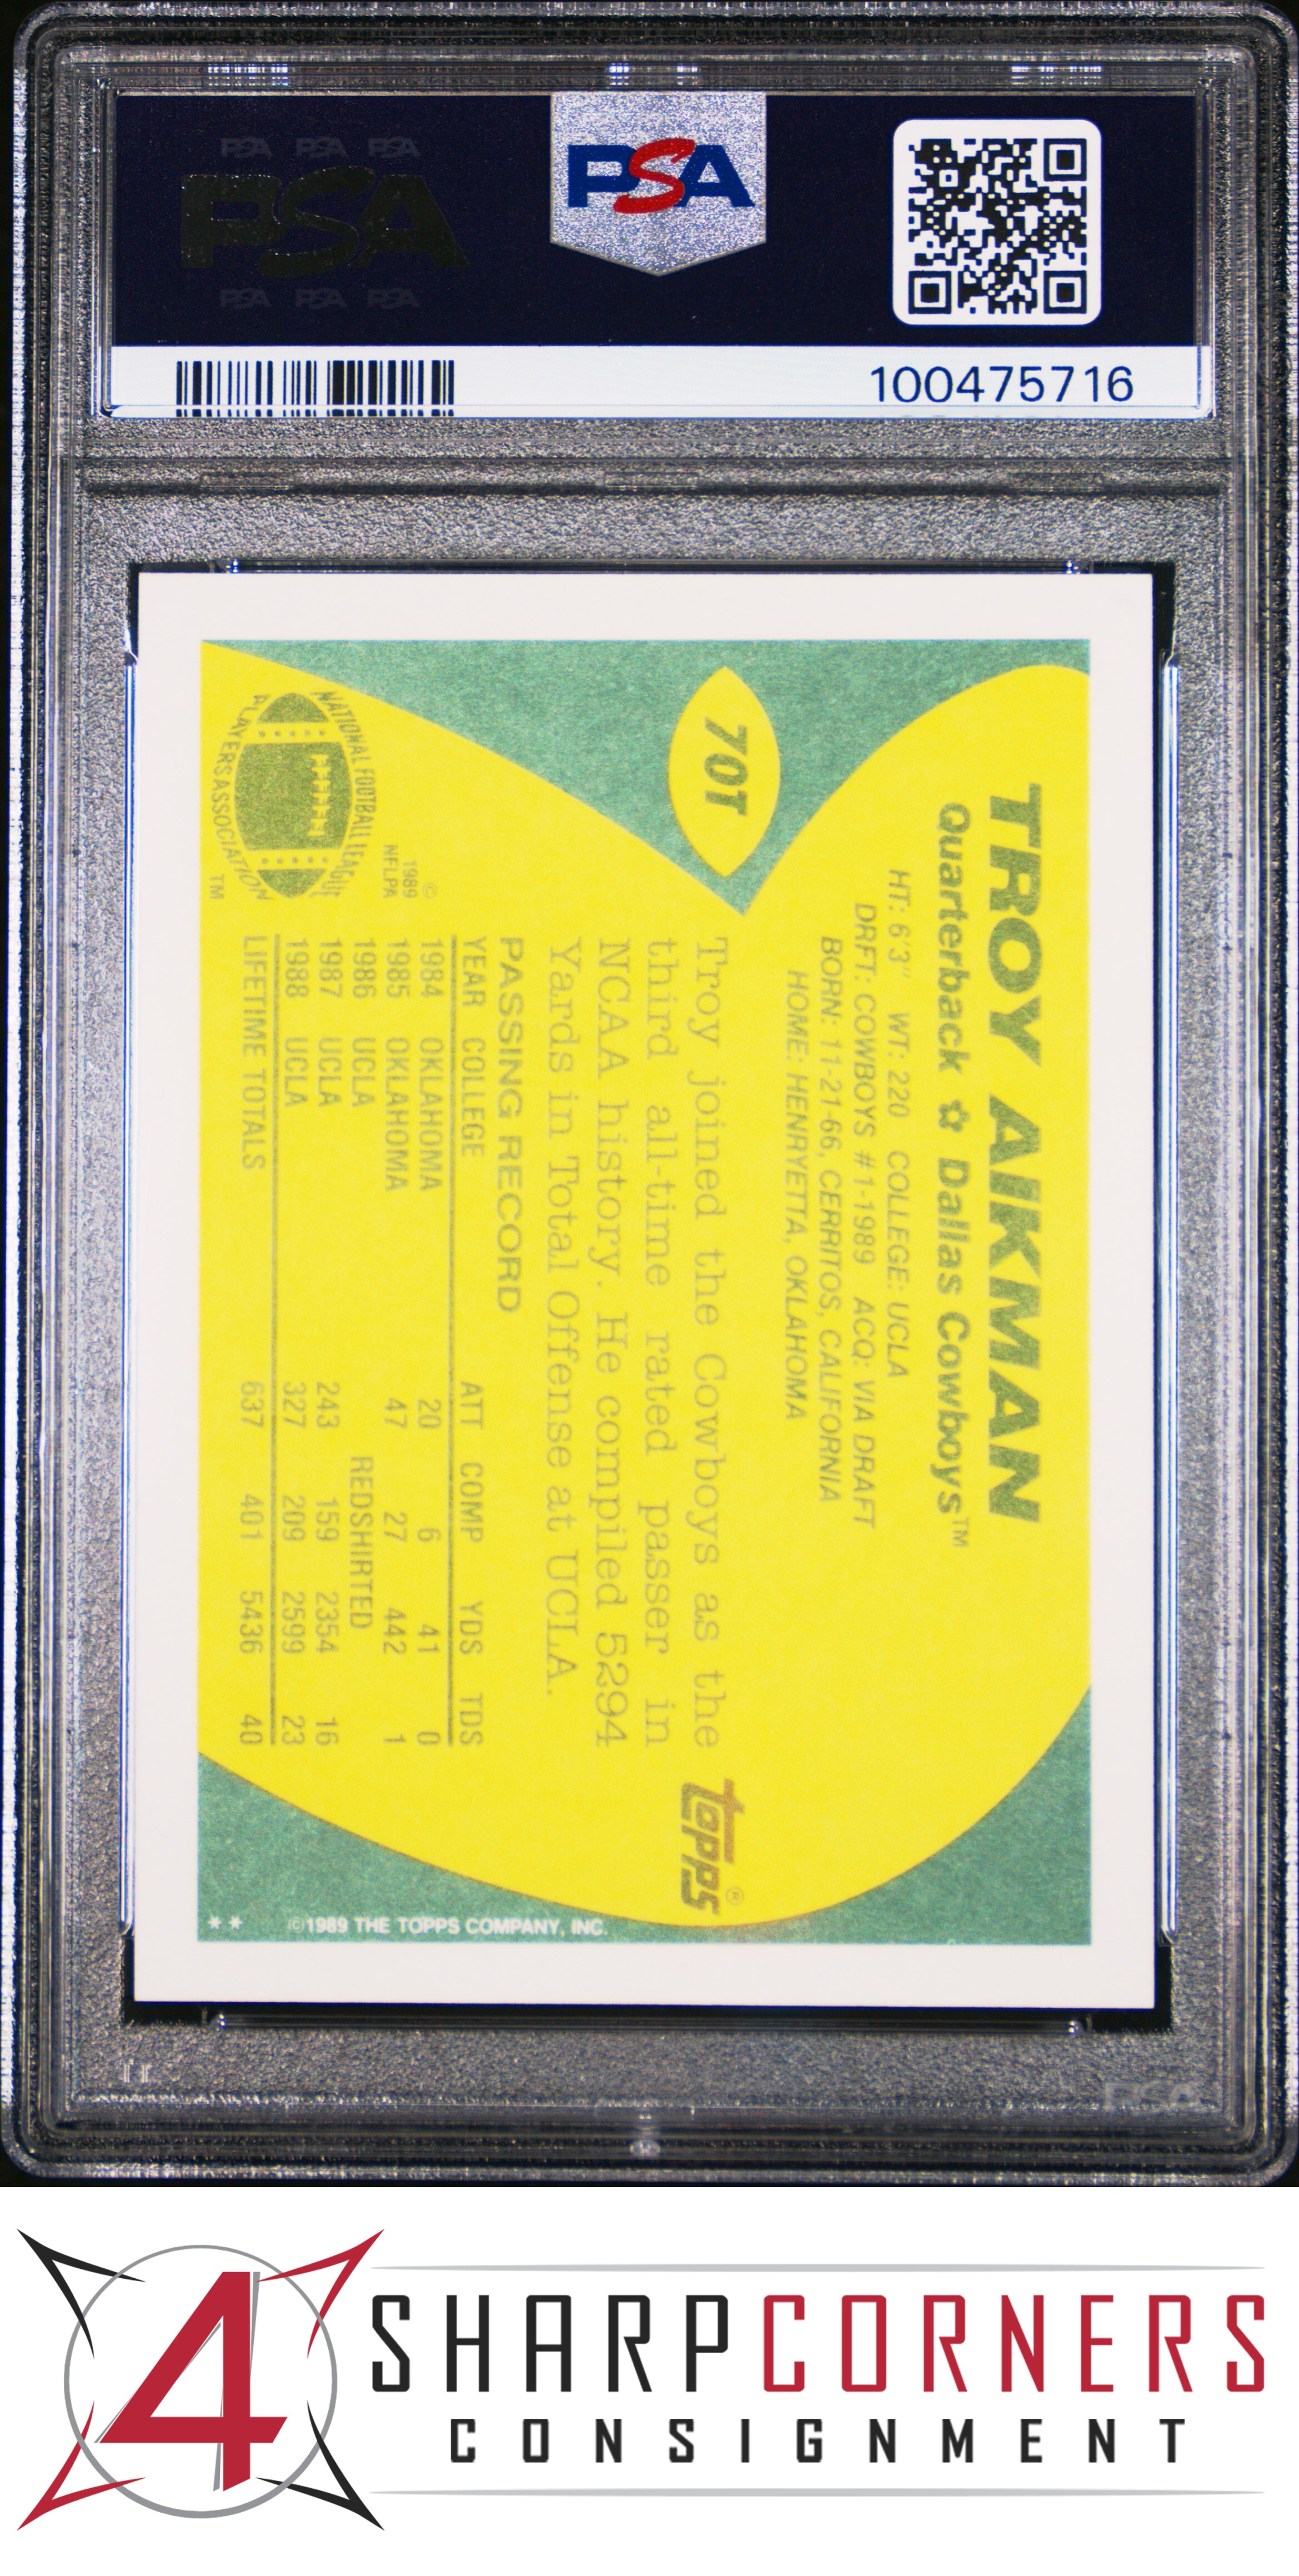 PSA PSA PSA
PSA
PSA PSA PSA
PSA
100475716
70T
TROY AIKMAN
Quarterback ✿ Dallas Cowboys™
HT: 6'3" WT: 220 COLLEGE: UCLA
DRFT: COWBOYS #1-1989 ACQ: VIA DRAFT
BORN: 11-21-66, CERRITOS, CALIFORNIA
HOME: HENRYETTA, OKLAHOMA
Troy joined the Cowboys as the
third all-time rated passer in
NCAA history. He compiled 5294
Yards in Total Offense at UCLA.
PASSING RECORD
YEAR COLLEGE ATT COMP YDS TDS
1984 OKLAHOMA 20 6 41 0
1985 OKLAHOMA 47 27 442 1
1986 UCLA REDSHIRTED
1987 UCLA 243 159 2354 16
1988 UCLA 327 209 2599 23
LIFETIME TOTALS 637 401 5436 40
©
1989
NFLPA
NATIONAL FOOTBALL LEAGUE
PLAYERS ASSOCIATION ™
topps®
** (C)1989 THE TOPPS COMPANY, INC.
PSA
4
SHARPCORNERS
CONSIGNMENT